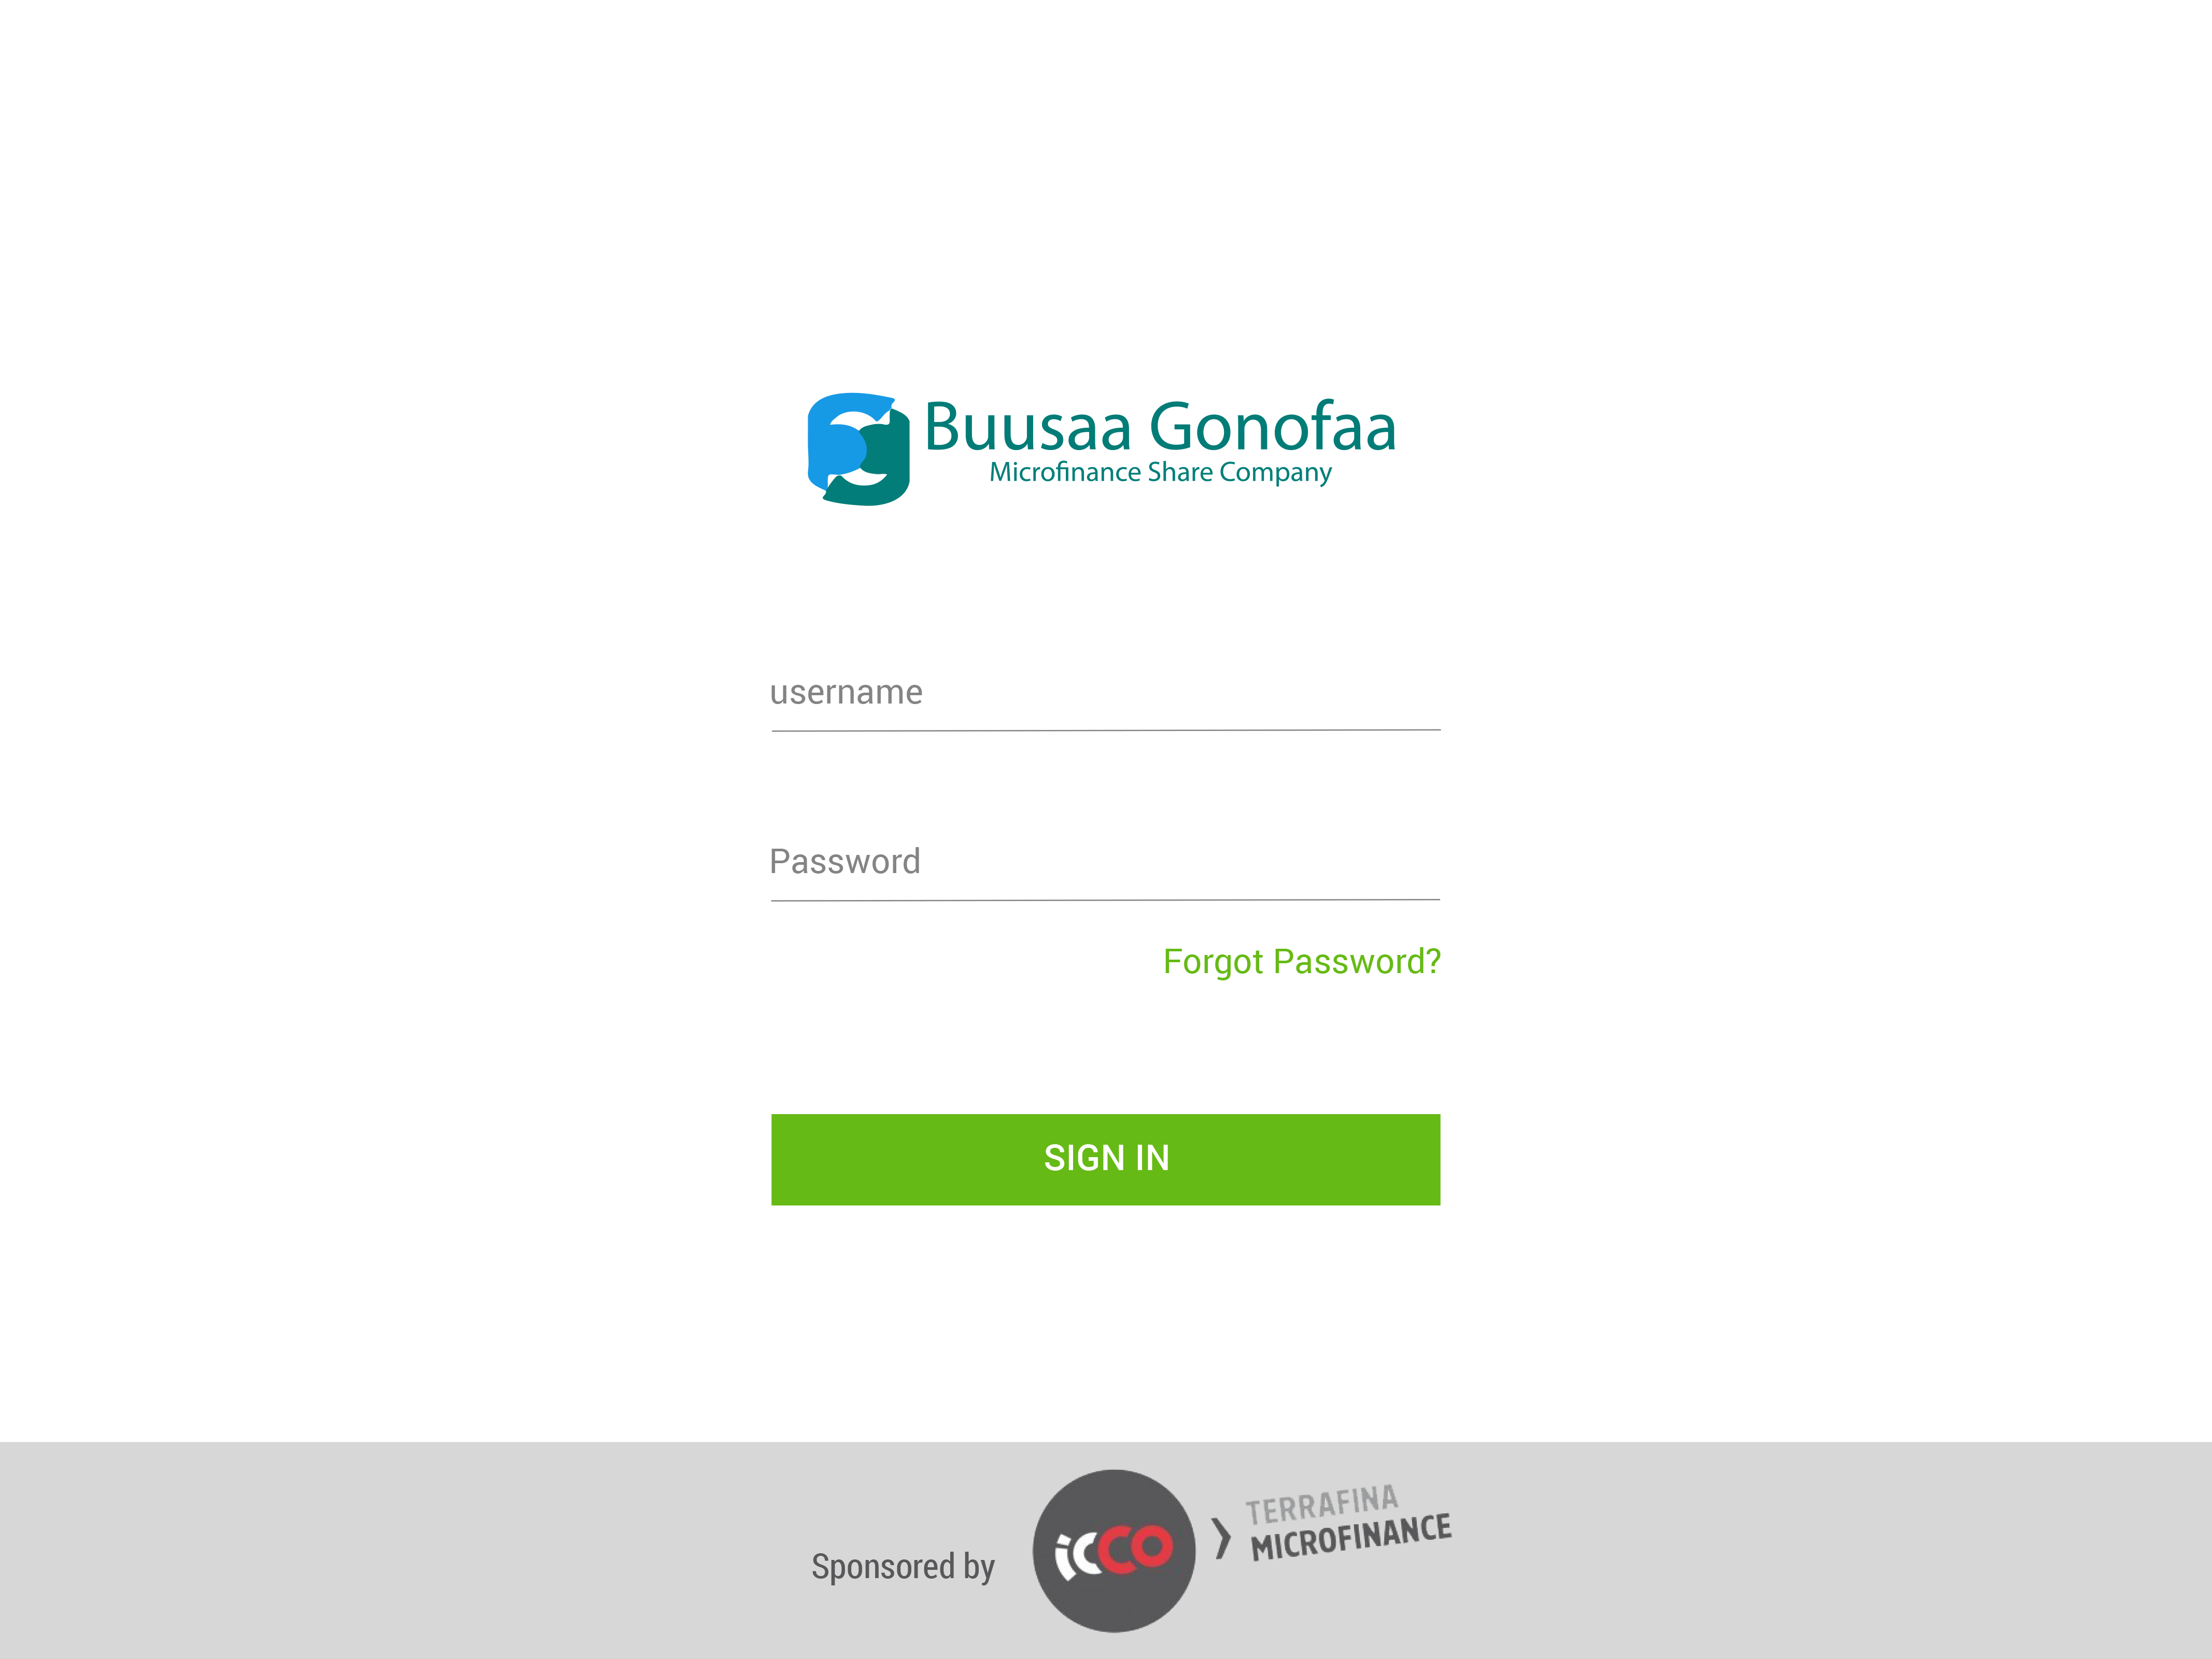 Buusaa Gonofaa
Microfinance Share Company
username
Password
Forgot Password?
SIGN IN
Sponsored by
icco
TERRAFINA
MICROFINANCE